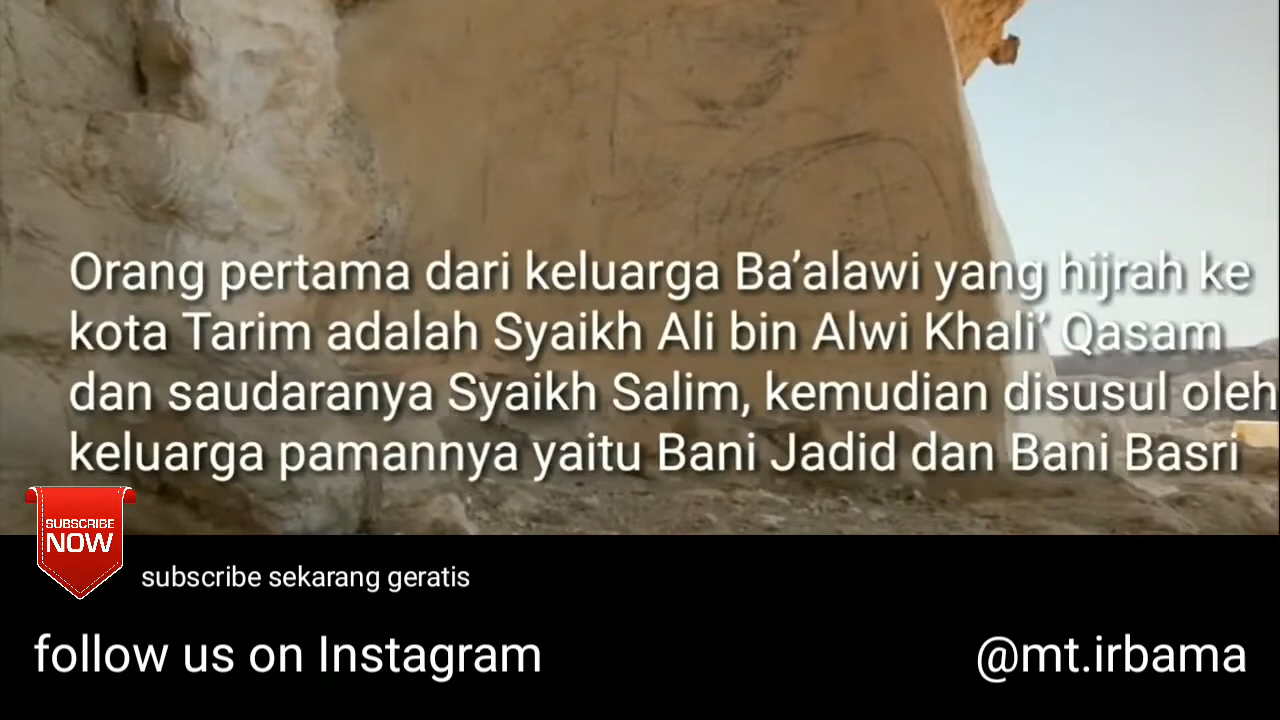 Orang pertama dari keluarga Ba’alawi yang hijrah ke
kota Tarim adalah Syaikh Ali bin Alwi Khali’ Qasam
dan saudaranya Syaikh Salim, kemudian disusul oleh
keluarga pamannya yaitu Bani Jadid dan Bani Basri
SUBSCRIBE
NOW
subscribe sekarang geratis
follow us on Instagram
@mt.irbama